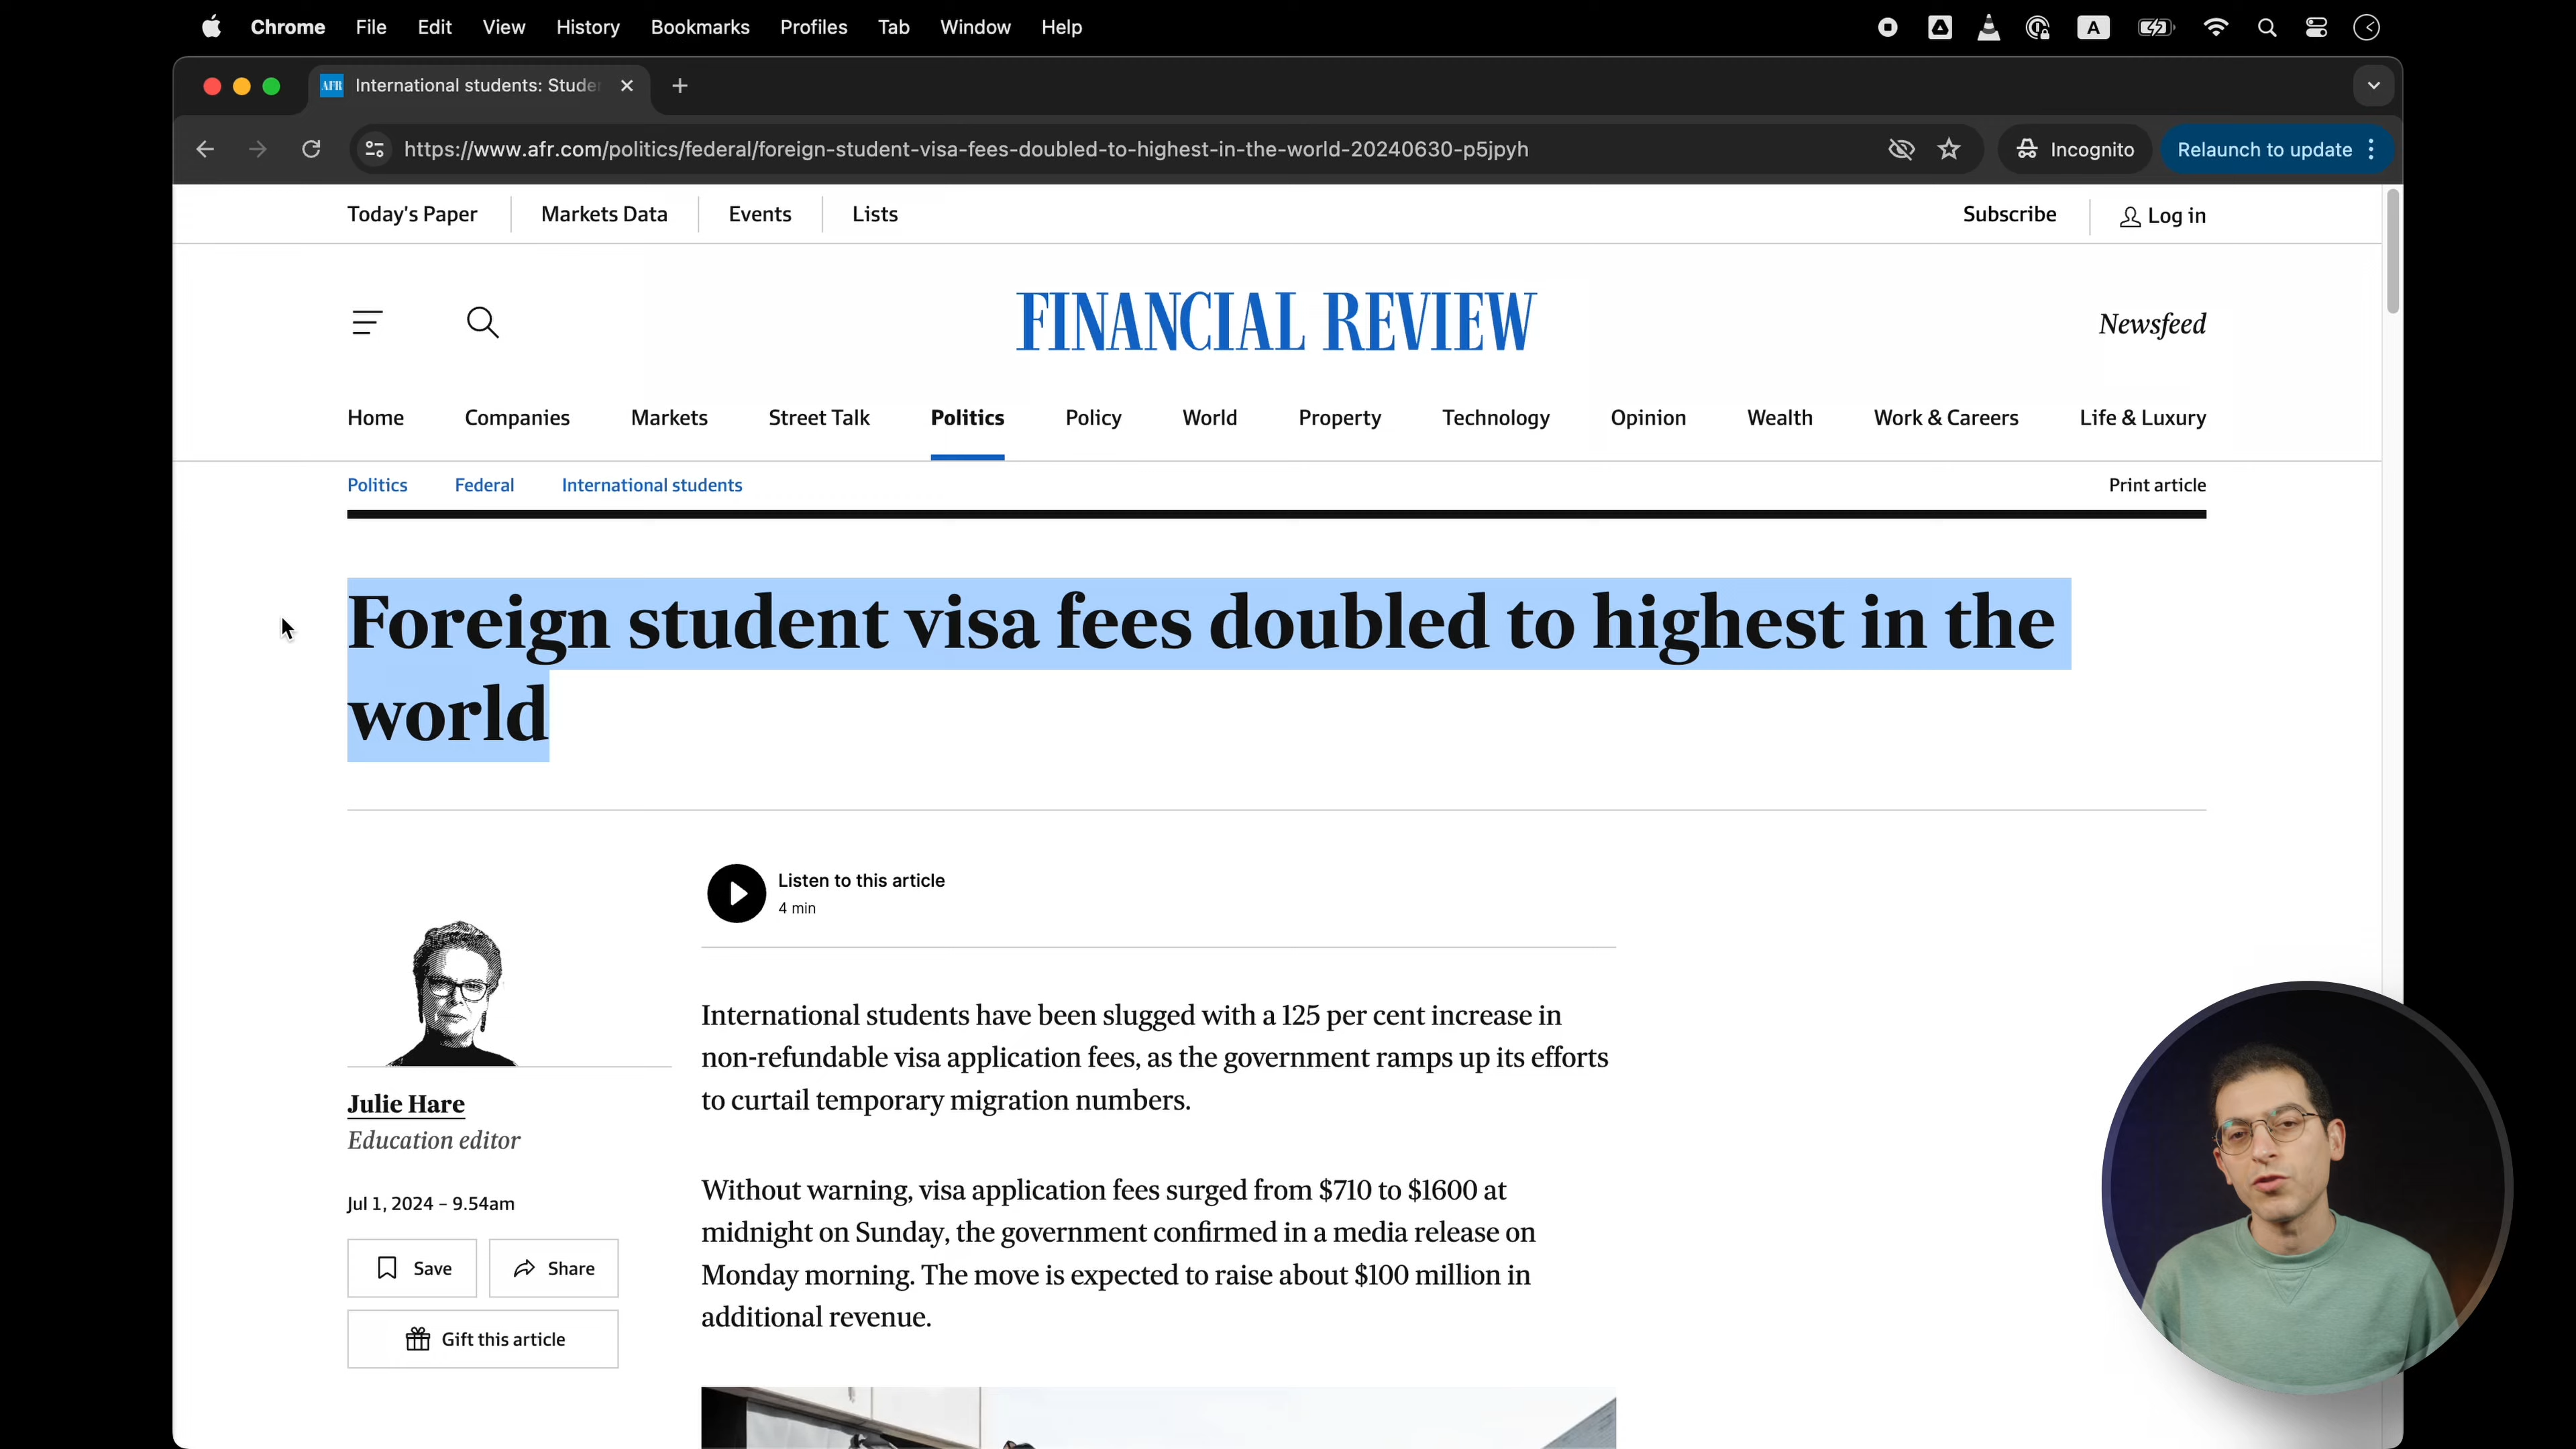 Chrome File Edit View History Bookmarks Profiles Tab Window Help
A
AFR International students: Stude
https://www.afr.com/politics/federal/foreign-student-visa-fees-doubled-to-highest-in-the-world-20240630-p5jpyh
Incognito
Relaunch to update
Today's Paper Markets Data Events Lists Subscribe Log in
FINANCIAL REVIEW
Newsfeed
Home Companies Markets Street Talk Politics Policy World Property Technology Opinion Wealth Work & Careers Life & Luxury
Politics Federal International students Print article
Foreign student visa fees doubled to highest in the
world
Listen to this article
4 min
Julie Hare
Education editor
Jul 1, 2024 – 9.54am
Save Share
Gift this article
International students have been slugged with a 125 per cent increase in
non-refundable visa application fees, as the government ramps up its efforts
to curtail temporary migration numbers.
Without warning, visa application fees surged from $710 to $1600 at
midnight on Sunday, the government confirmed in a media release on
Monday morning. The move is expected to raise about $100 million in
additional revenue.